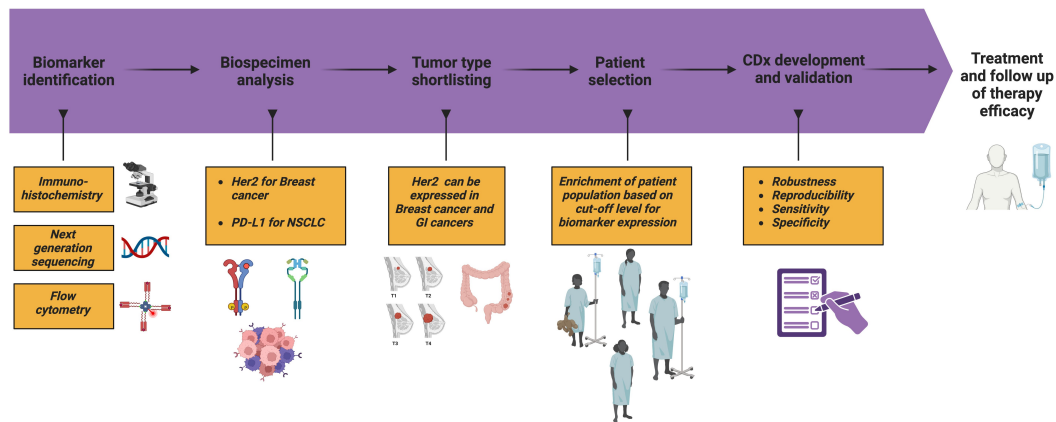 Biomarker
identification
Biospecimen
analysis
Tumor type
shortlisting
Patient
selection
CDx development
and validation
Treatment
and follow up
of therapy
efficacy
Immuno-
histochemistry
Next
generation
sequencing
Flow
cytometry
• Her2 for Breast
cancer
• PD-L1 for NSCLC
Her2 can be
expressed in
Breast cancer and
GI cancers
T1
T2
T3
T4
Enrichment of patient
population based on
cut-off level for
biomarker expression
• Robustness
• Reproducibility
• Sensitivity
• Specificity